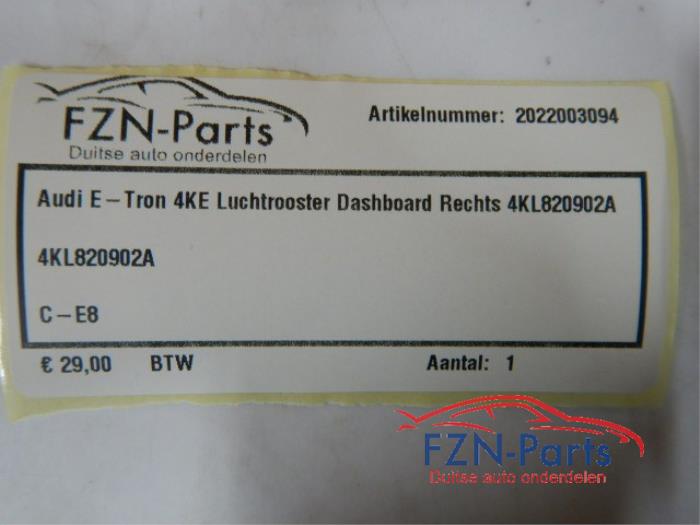 FZN-Parts
Duitse auto onderdelen
Artikelnummer: 2022003094
Audi E-Tron 4KE Luchtrooster Dashboard Rechts 4KL820902A
4KL820902A
C-E8
€ 29,00 BTW Aantal: 1
FZN-Parts
Duitse auto onderdelen